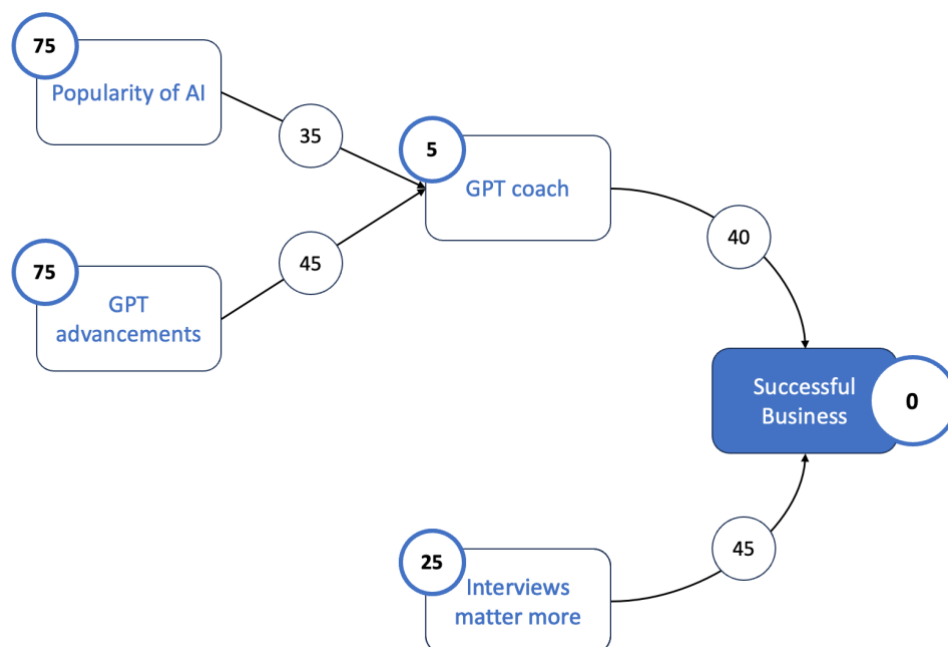 75
Popularity of AI
35
5
GPT coach
40
45
75
GPT
advancements
Successful
Business
0
45
25
Interviews
matter more